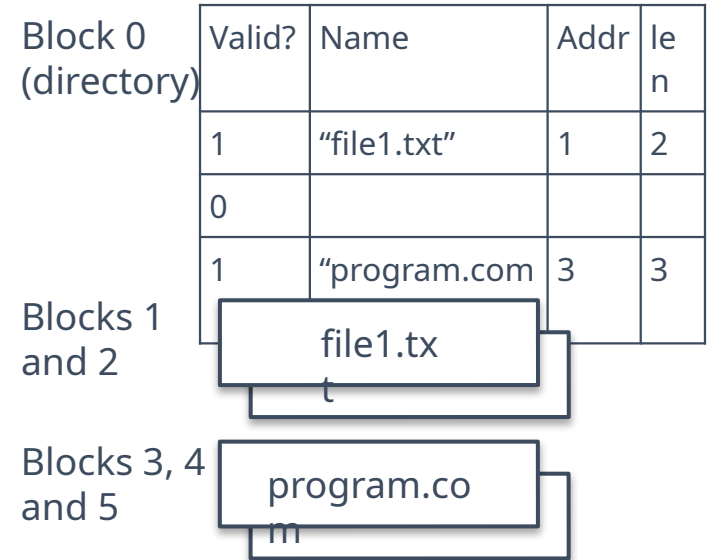 Block 0
(directory)
Valid? Name Addr le
n
1 “file1.txt” 1 2
0
1 “program.com 3 3
Blocks 1
and 2
file1.tx
t
Blocks 3, 4
and 5
program.co
m